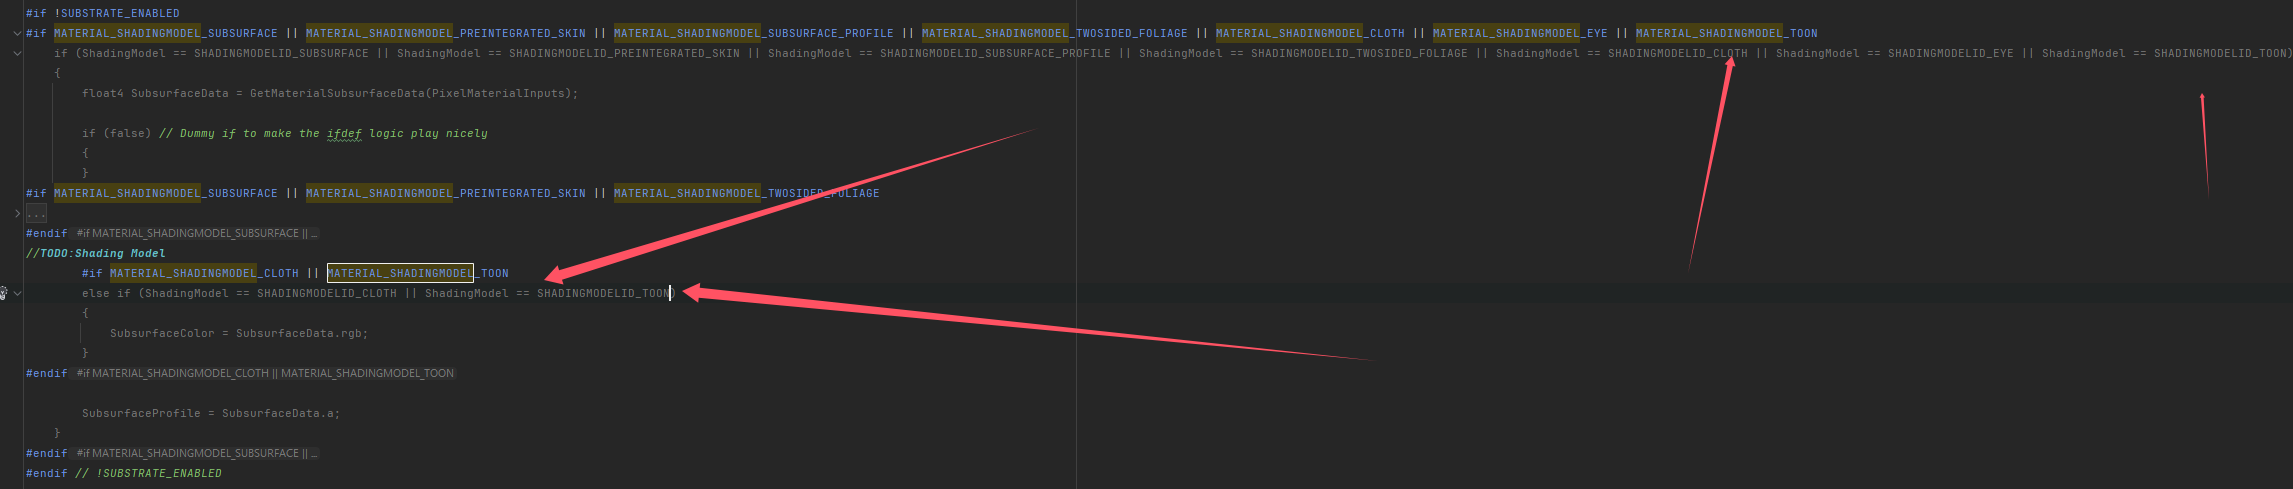 #if !SUBSTRATE_ENABLED
#if MATERIAL_SHADINGMODEL_SUBSURFACE || MATERIAL_SHADINGMODEL_PREINTEGRATED_SKIN || MATERIAL_SHADINGMODEL_SUBSURFACE_PROFILE || MATERIAL_SHADINGMODEL_TWOSIDED_FOLIAGE || MATERIAL_SHADINGMODEL_CLOTH || MATERIAL_SHADINGMODEL_EYE || MATERIAL_SHADINGMODEL_TOON
if (ShadingModel == SHADINGMODELID_SUBSURFACE || ShadingModel == SHADINGMODELID_PREINTEGRATED_SKIN || ShadingModel == SHADINGMODELID_SUBSURFACE_PROFILE || ShadingModel == SHADINGMODELID_TWOSIDED_FOLIAGE || ShadingModel == SHADINGMODELID_CLOTH || ShadingModel == SHADINGMODELID_EYE || ShadingModel == SHADINGMODELID_TOON)
{
float4 SubsurfaceData = GetMaterialSubsurfaceData(PixelMaterialInputs);
if (false) // Dummy if to make the ifdef logic play nicely
{
}
#if MATERIAL_SHADINGMODEL_SUBSURFACE || MATERIAL_SHADINGMODEL_PREINTEGRATED_SKIN || MATERIAL_SHADINGMODEL_TWOSIDED_FOLIAGE
...
#endif #if MATERIAL_SHADINGMODEL_SUBSURFACE || ...
//TODO:Shading Model
#if MATERIAL_SHADINGMODEL_CLOTH || MATERIAL_SHADINGMODEL_TOON
else if (ShadingModel == SHADINGMODELID_CLOTH || ShadingModel == SHADINGMODELID_TOON)
{
SubsurfaceColor = SubsurfaceData.rgb;
}
#endif #if MATERIAL_SHADINGMODEL_CLOTH || MATERIAL_SHADINGMODEL_TOON
SubsurfaceProfile = SubsurfaceData.a;
}
#endif #if MATERIAL_SHADINGMODEL_SUBSURFACE || ...
#endif // !SUBSTRATE_ENABLED